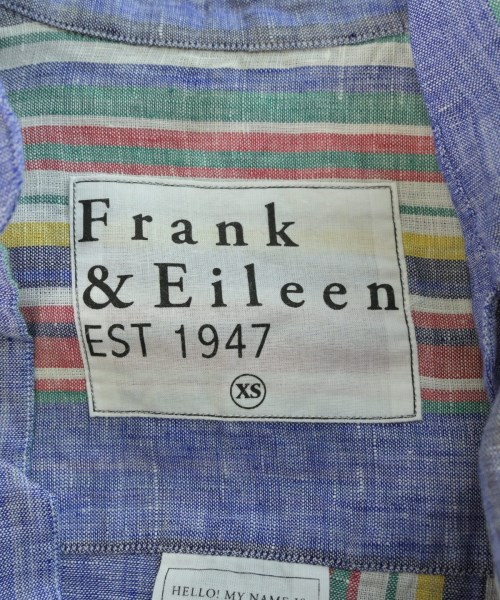 Frank
& Eileen
EST 1947
XS
HELLO! MY NAME IS